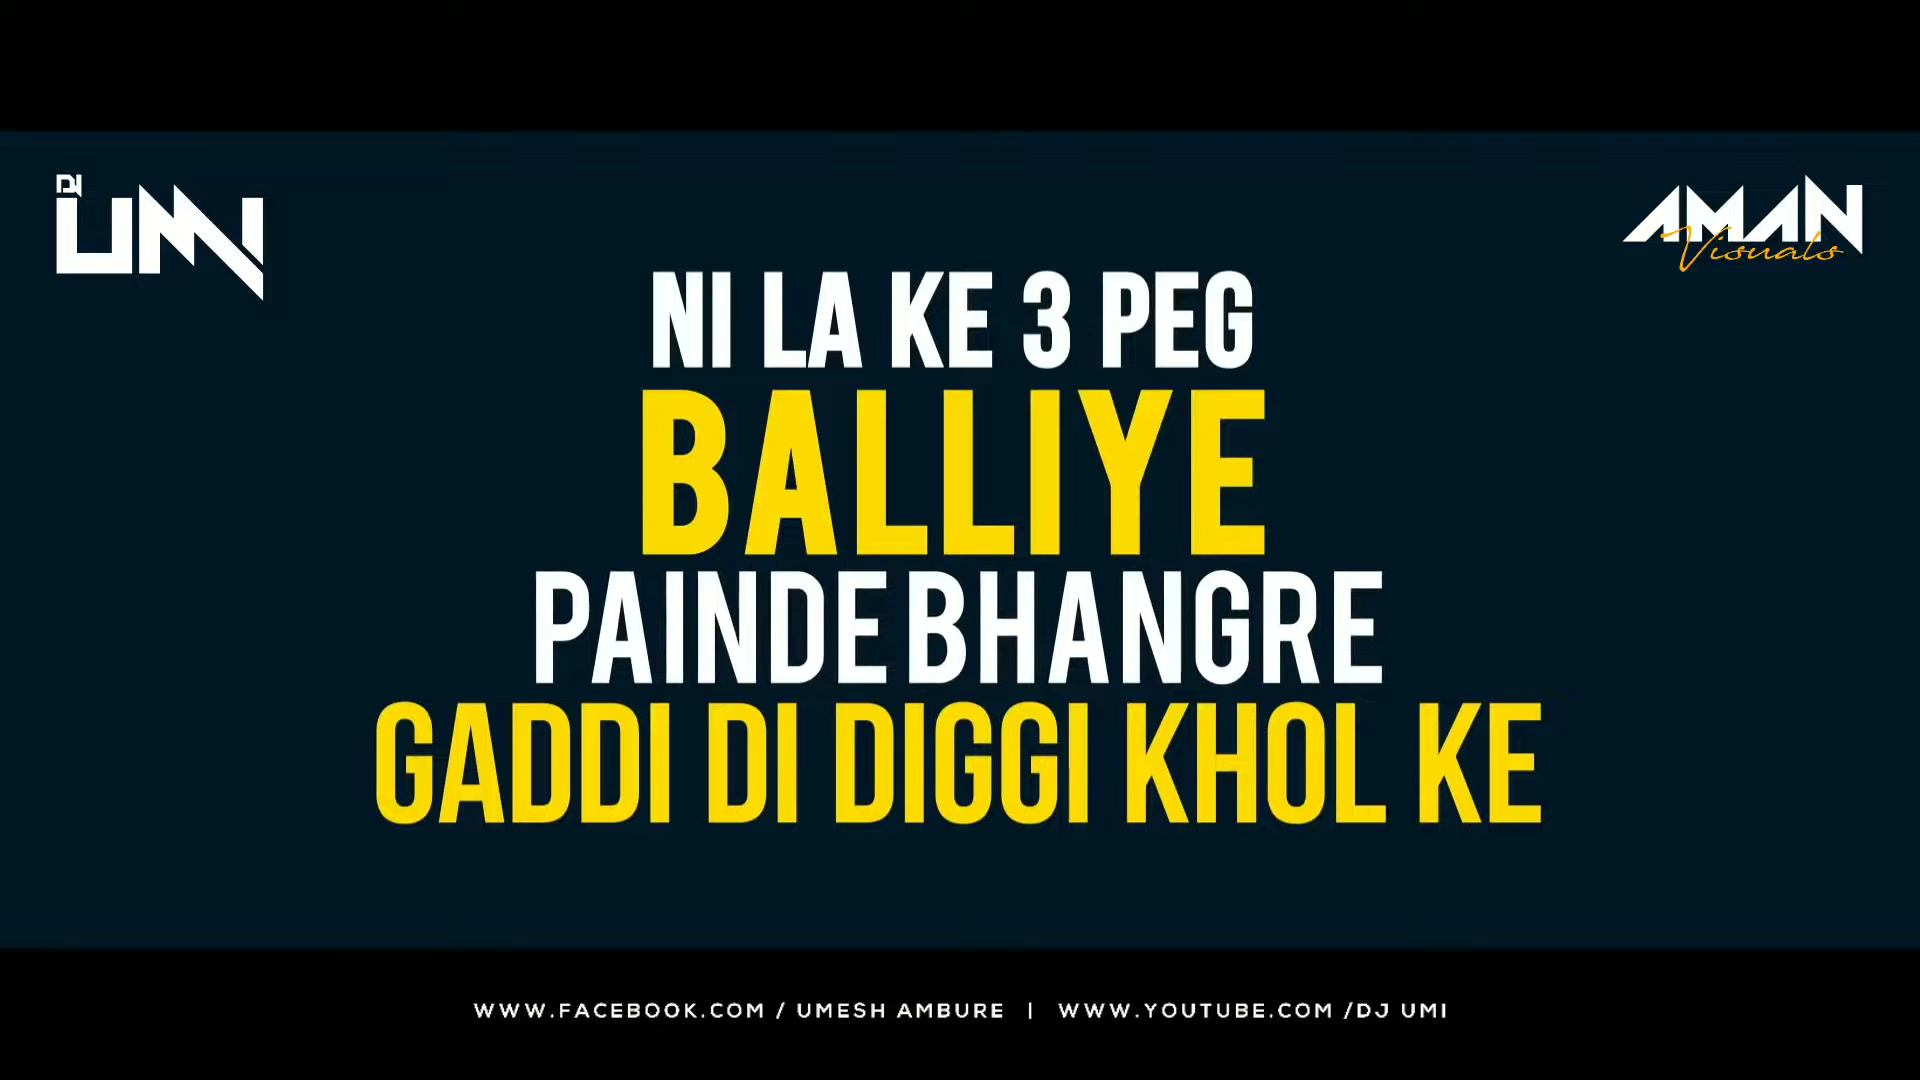 DJ
UMI
AMAN
Visuals
NI LA KE 3 PEG
BALLIYE
PAINDE BHANGRE
GADDI DI DIGGI KHOL KE
WWW.FACEBOOK.COM / UMESH AMBURE | WWW.YOUTUBE.COM /DJ UMI